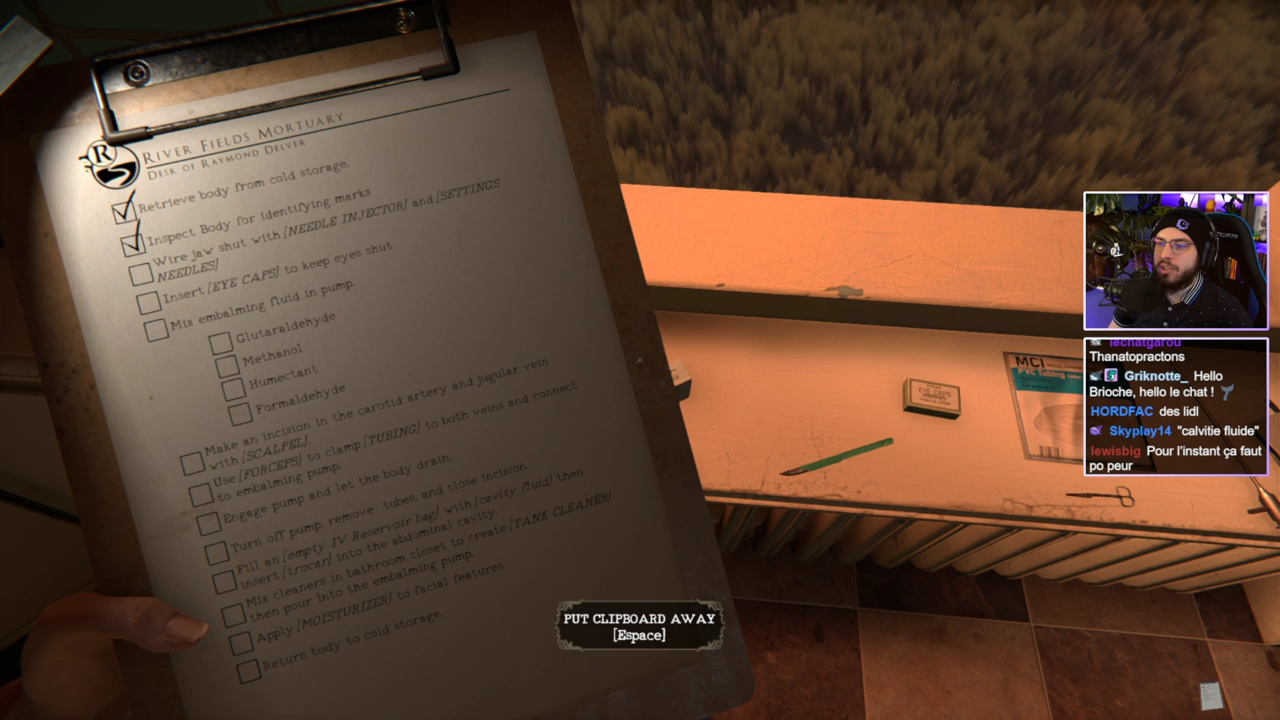 RIVER FIELDS MORTUARY
DESK OF RAYMOND DELVER
Retrieve body from cold storage.
Inspect Body for identifying marks
Wire jaw shut with [NEEDLE INJECTOR] and [SETTINGS
NEEDLES]
Insert [EYE CAPS] to keep eyes shut
Mix embalming fluid in pump.
Glutaraldehyde
Methanol
Humectant
Formaldehyde
Make an incision in the carotid artery and jugular vein
with [SCALPEL].
Use [FORCEPS] to clamp [TUBING] to both veins and connect
to embalming pump.
Engage pump and let the body drain.
Turn off pump, remove tubes, and close incision.
Fill an [empty IV Reservoir bag] with [cavity fluid] then
insert [trocar] into the abdominal cavity.
Mix cleaners in bathroom closet to create [TANK CLEANER]
then pour into the embalming pump.
Apply [MOISTURIZER] to facial features
Return body to cold storage.
PUT CLIPBOARD AWAY
[Espace]
EYE CAPS
MCI
PVC Tubing
lechatgarou
Thanatopractons
Griknotte_ Hello
Brioche, hello le chat !
HORDFAC des lidl
Skyplay14 "calvitie fluide"
lewisbig Pour l'instant ça faut
po peur